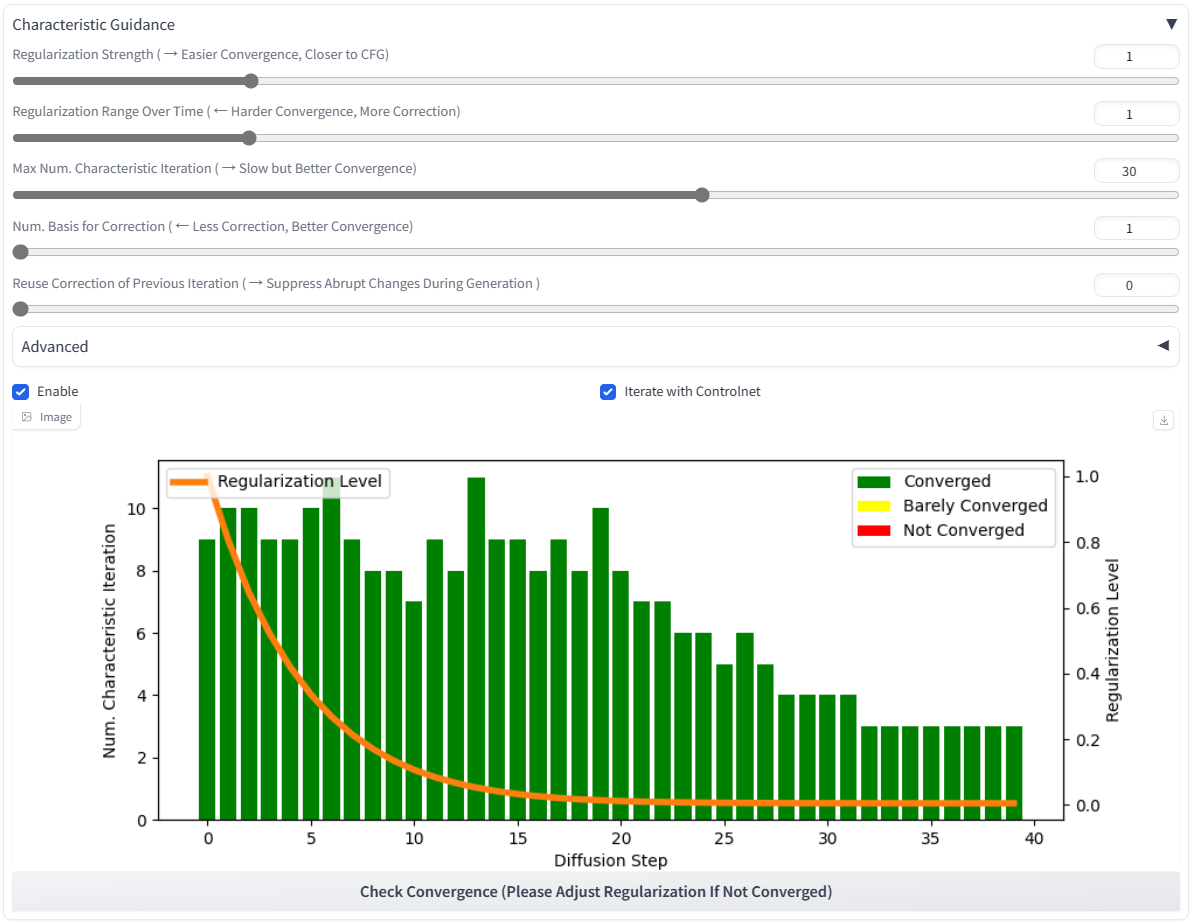 Characteristic Guidance ▼
Regularization Strength ( → Easier Convergence, Closer to CFG) 1
Regularization Range Over Time ( ← Harder Convergence, More Correction) 1
Max Num. Characteristic Iteration ( → Slow but Better Convergence) 30
Num. Basis for Correction ( ← Less Correction, Better Convergence) 1
Reuse Correction of Previous Iteration ( → Suppress Abrupt Changes During Generation ) 0
Advanced ◀
Enable
Iterate with Controlnet
Image
Regularization Level
Converged
Barely Converged
Not Converged
Num. Characteristic Iteration
10
8
6
4
2
0
1.0
0.8
0.6
0.4
0.2
0.0
Regularization Level
0 5 10 15 20 25 30 35 40
Diffusion Step
Check Convergence (Please Adjust Regularization If Not Converged)